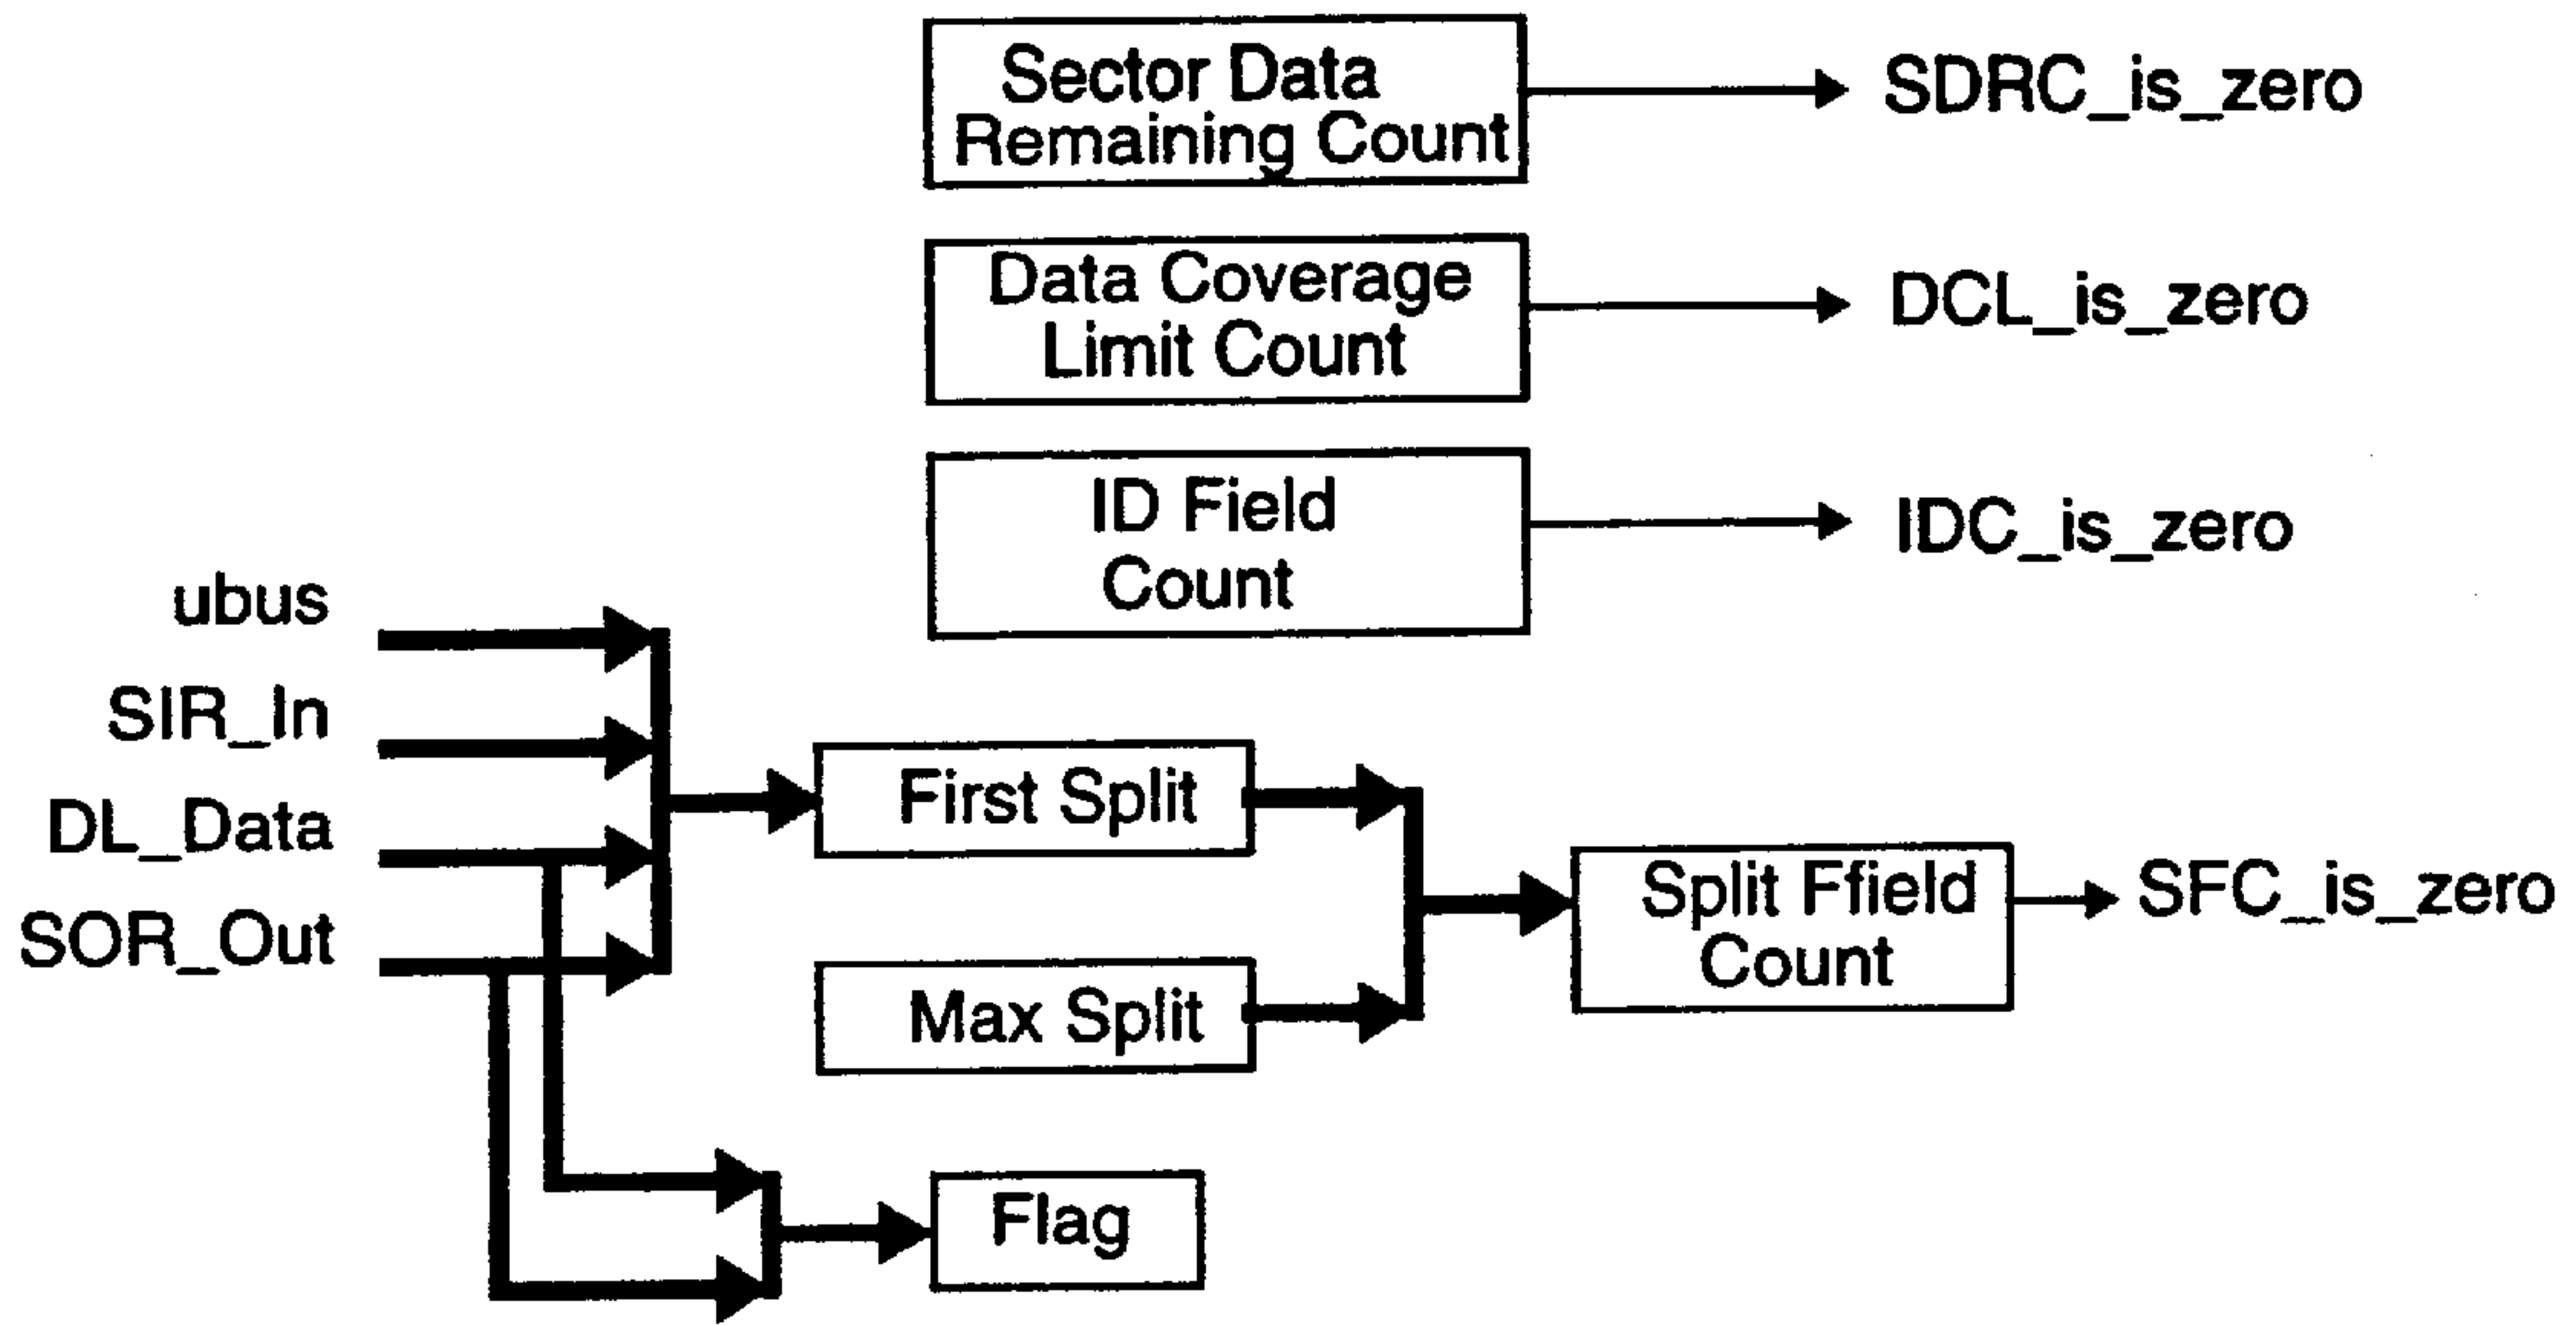 Sector Data
Remaining Count
SDRC_is_zero
Data Coverage
Limit Count
DCL_is_zero
ID Field
Count
IDC_is_zero
ubus
SIR_In
DL_Data
SOR_Out
First Split
Max Split
Split Ffield
Count
SFC_is_zero
Flag